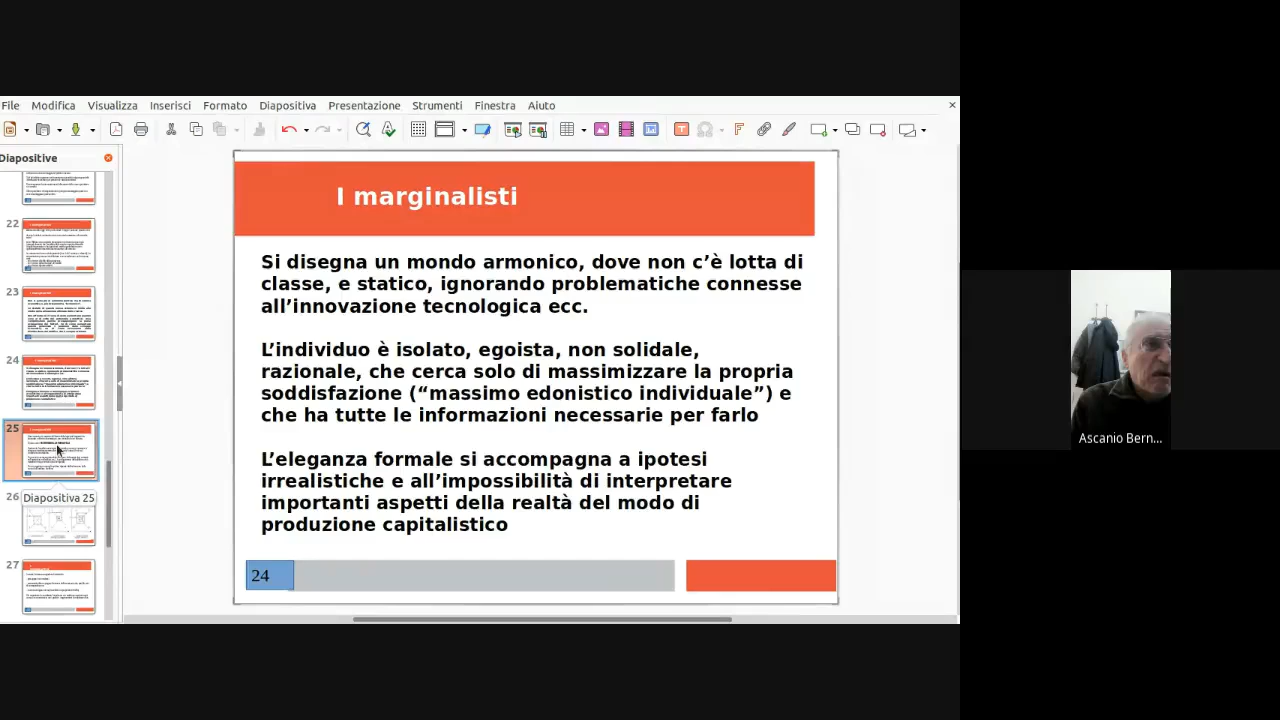 File Modifica Visualizza Inserisci Formato Diapositiva Presentazione Strumenti Finestra Aiuto
Diapositive
22
23
24
25
Diapositiva 25
26
27
I marginalisti
Si disegna un mondo armonico, dove non c’è lotta di
classe, e statico, ignorando problematiche connesse
all’innovazione tecnologica ecc.
L’individuo è isolato, egoista, non solidale,
razionale, che cerca solo di massimizzare la propria
soddisfazione (“massimo edonistico individuale”) e
che ha tutte le informazioni necessarie per farlo
L’eleganza formale si accompagna a ipotesi
irrealistiche e all’impossibilità di interpretare
importanti aspetti della realtà del modo di
produzione capitalistico
24
Ascanio Bern...